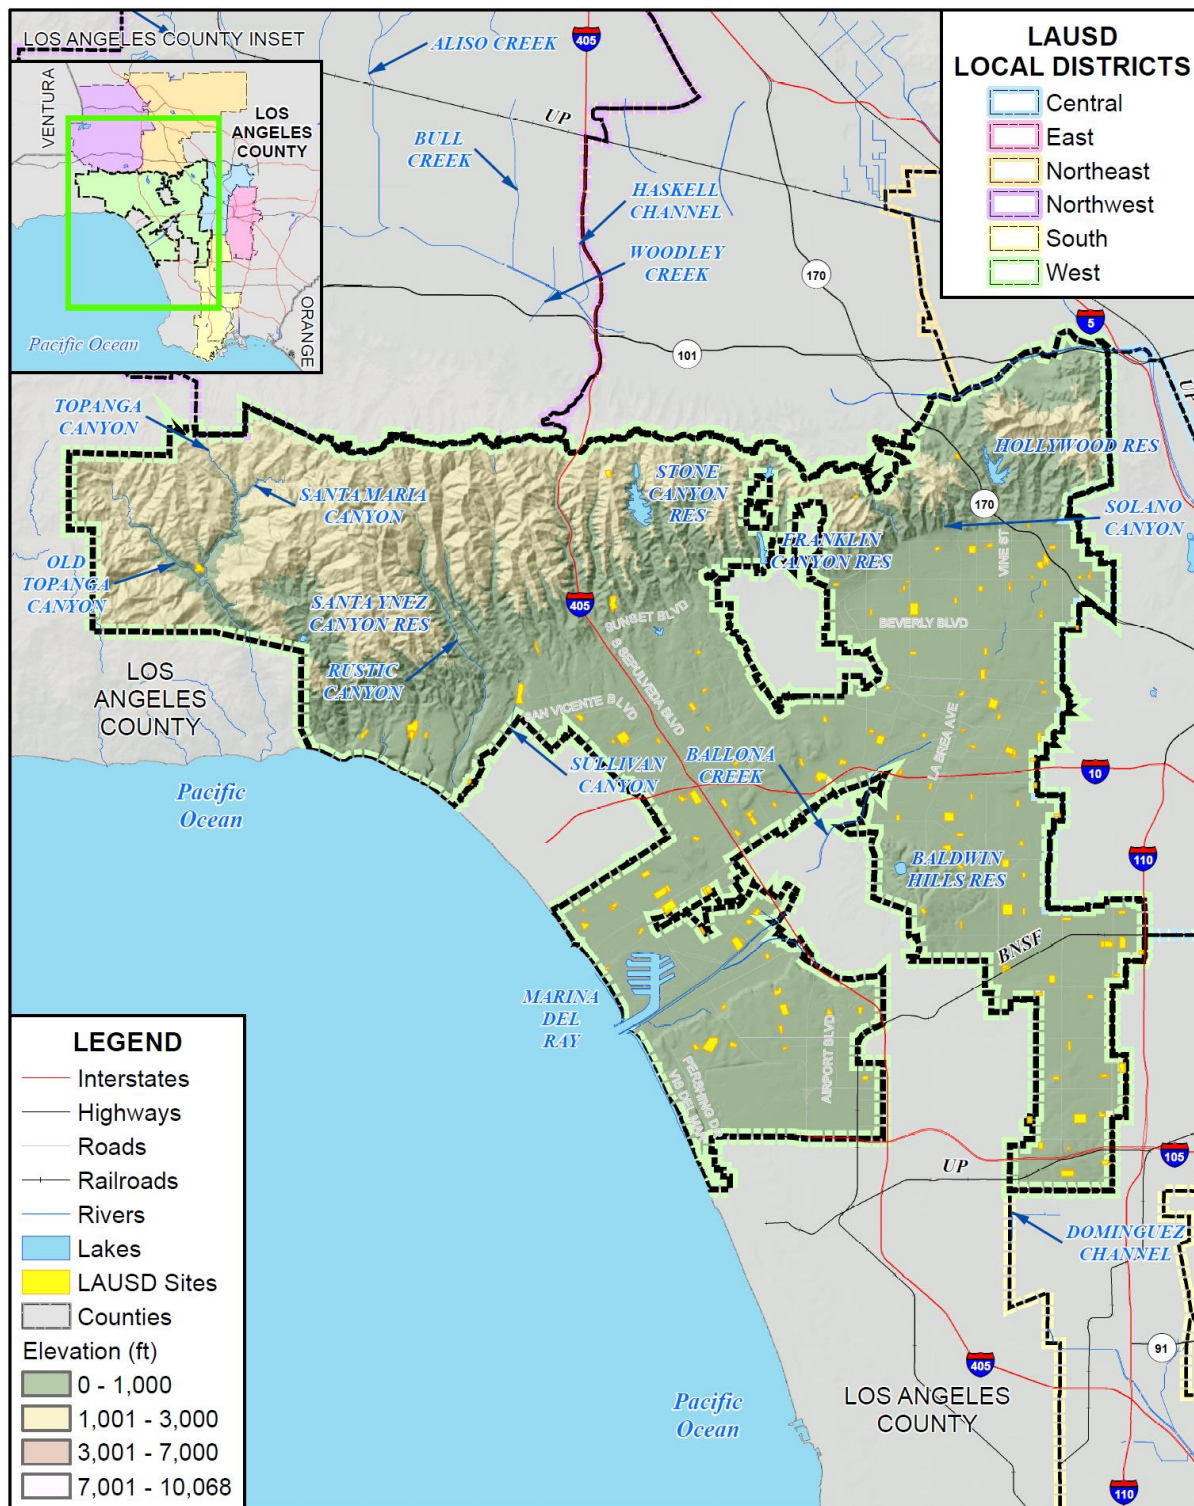 LOS ANGELES COUNTY INSET
VENTURA
LOS
ANGELES
COUNTY
ORANGE
Pacific Ocean
LAUSD
LOCAL DISTRICTS
Central
East
Northeast
Northwest
South
West
405
ALISO CREEK
UP
BULL
CREEK
HASKELL
CHANNEL
WOODLEY
CREEK
170
5
101
UP
TOPANGA
CANYON
SANTA MARIA
CANYON
STONE
CANYON
RES
HOLLYWOOD RES
170
SOLANO
CANYON
OLD
TOPANGA
CANYON
FRANKLIN
CANYON RES
VINE ST
SANTA YNEZ
CANYON RES
405
SUNSET BLVD
BEVERLY BLVD
RUSTIC
CANYON
S SEPULVEDA BLVD
LOS
ANGELES
COUNTY
SAN VICENTE BLVD
LA BREA AVE
SULLIVAN
CANYON
BALLONA
CREEK
10
Pacific
Ocean
110
BALDWIN
HILLS RES
BNSF
MARINA
DEL
RAY
PERSHING DR
VIS DEL MAR
AIRPORT BLVD
UP
105
DOMINGUEZ
CHANNEL
91
405
LOS ANGELES
COUNTY
Pacific
Ocean
110
LEGEND
Interstates
Highways
Roads
Railroads
Rivers
Lakes
LAUSD Sites
Counties
Elevation (ft)
0 - 1,000
1,001 - 3,000
3,001 - 7,000
7,001 - 10,068